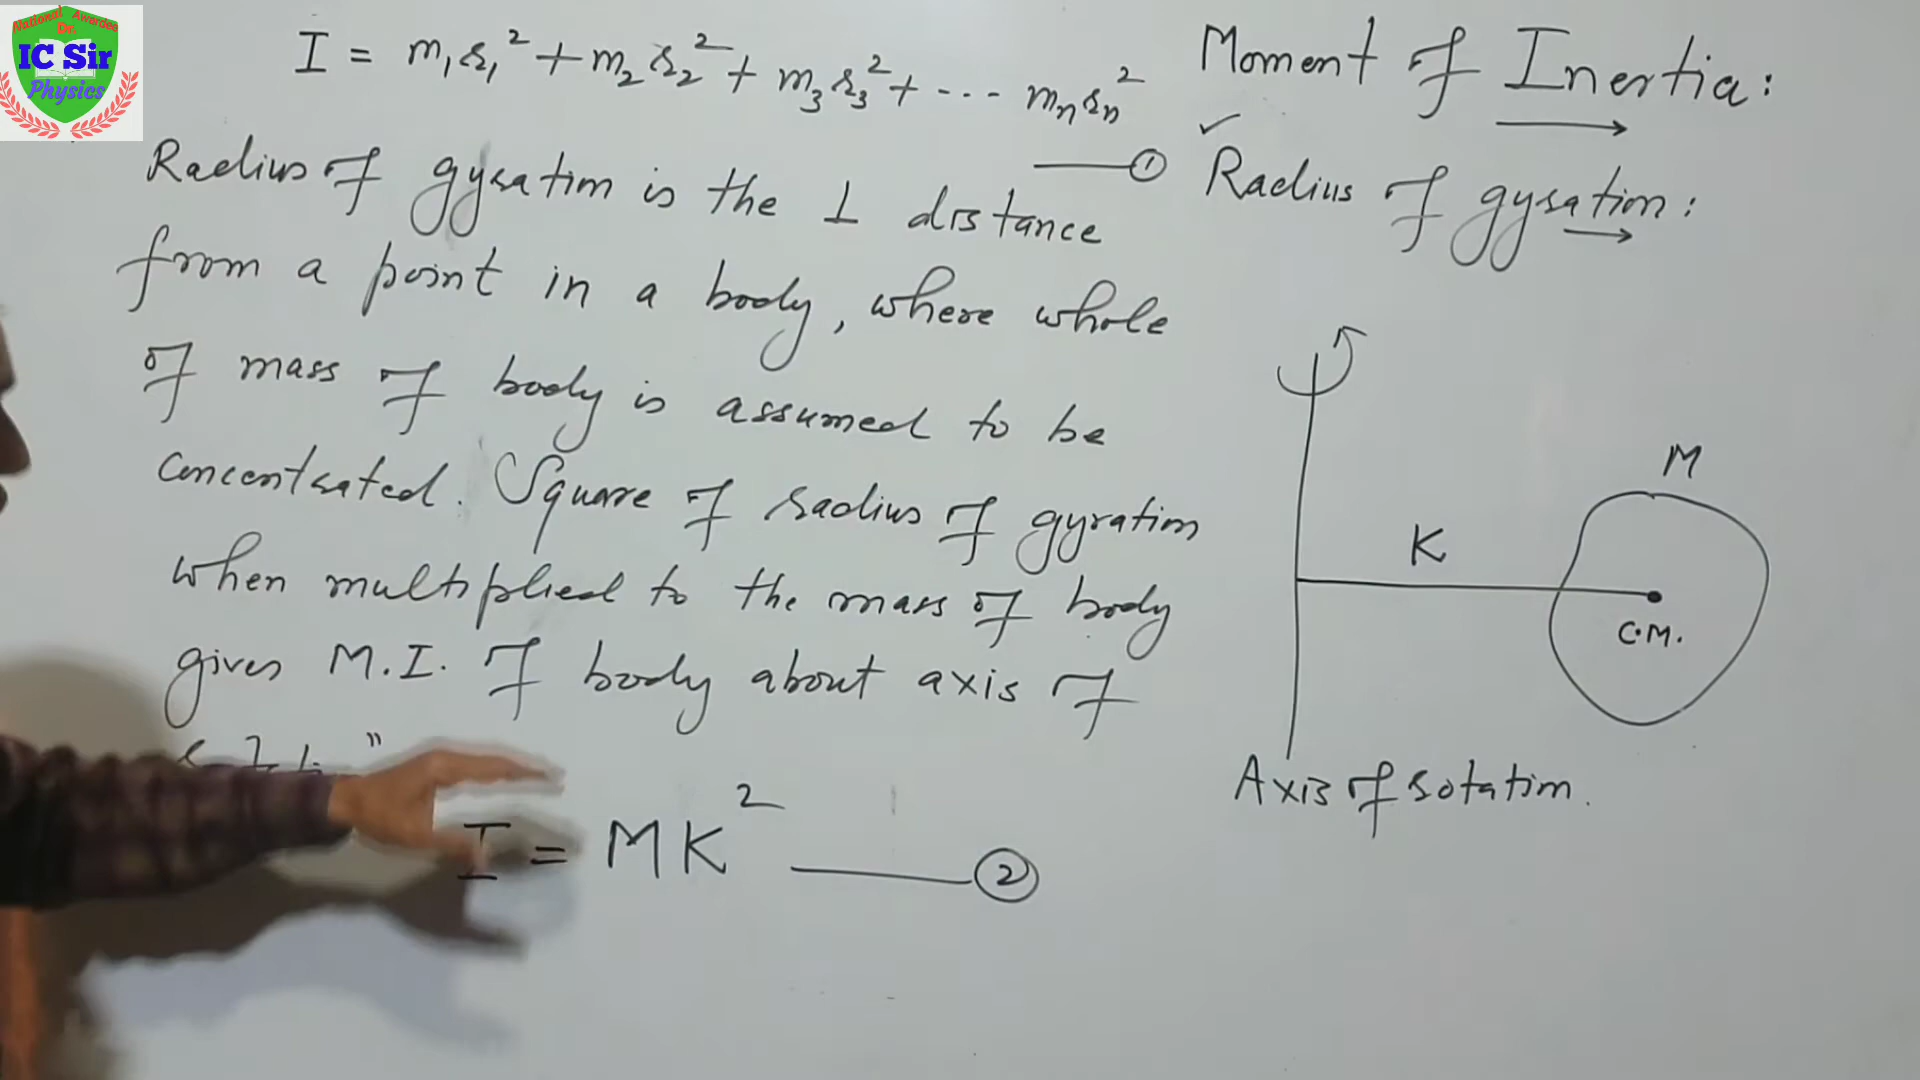 National Awardee
Dr.
IC Sir
Physics
I = m₁r₁² + m₂r₂² + m₃r₃² + --- mₙrₙ²
①
Radius of gyration is the ⊥ distance
from a point in a body, where whole
of mass of body is assumed to be
concentrated. Square of radius of gyration
when multiplied to the mass of body
gives M.I. of body about axis of
I = MK²
②
Moment of Inertia:
✓
Radius of gyration:
M
K
C.M.
Axis of rotation.